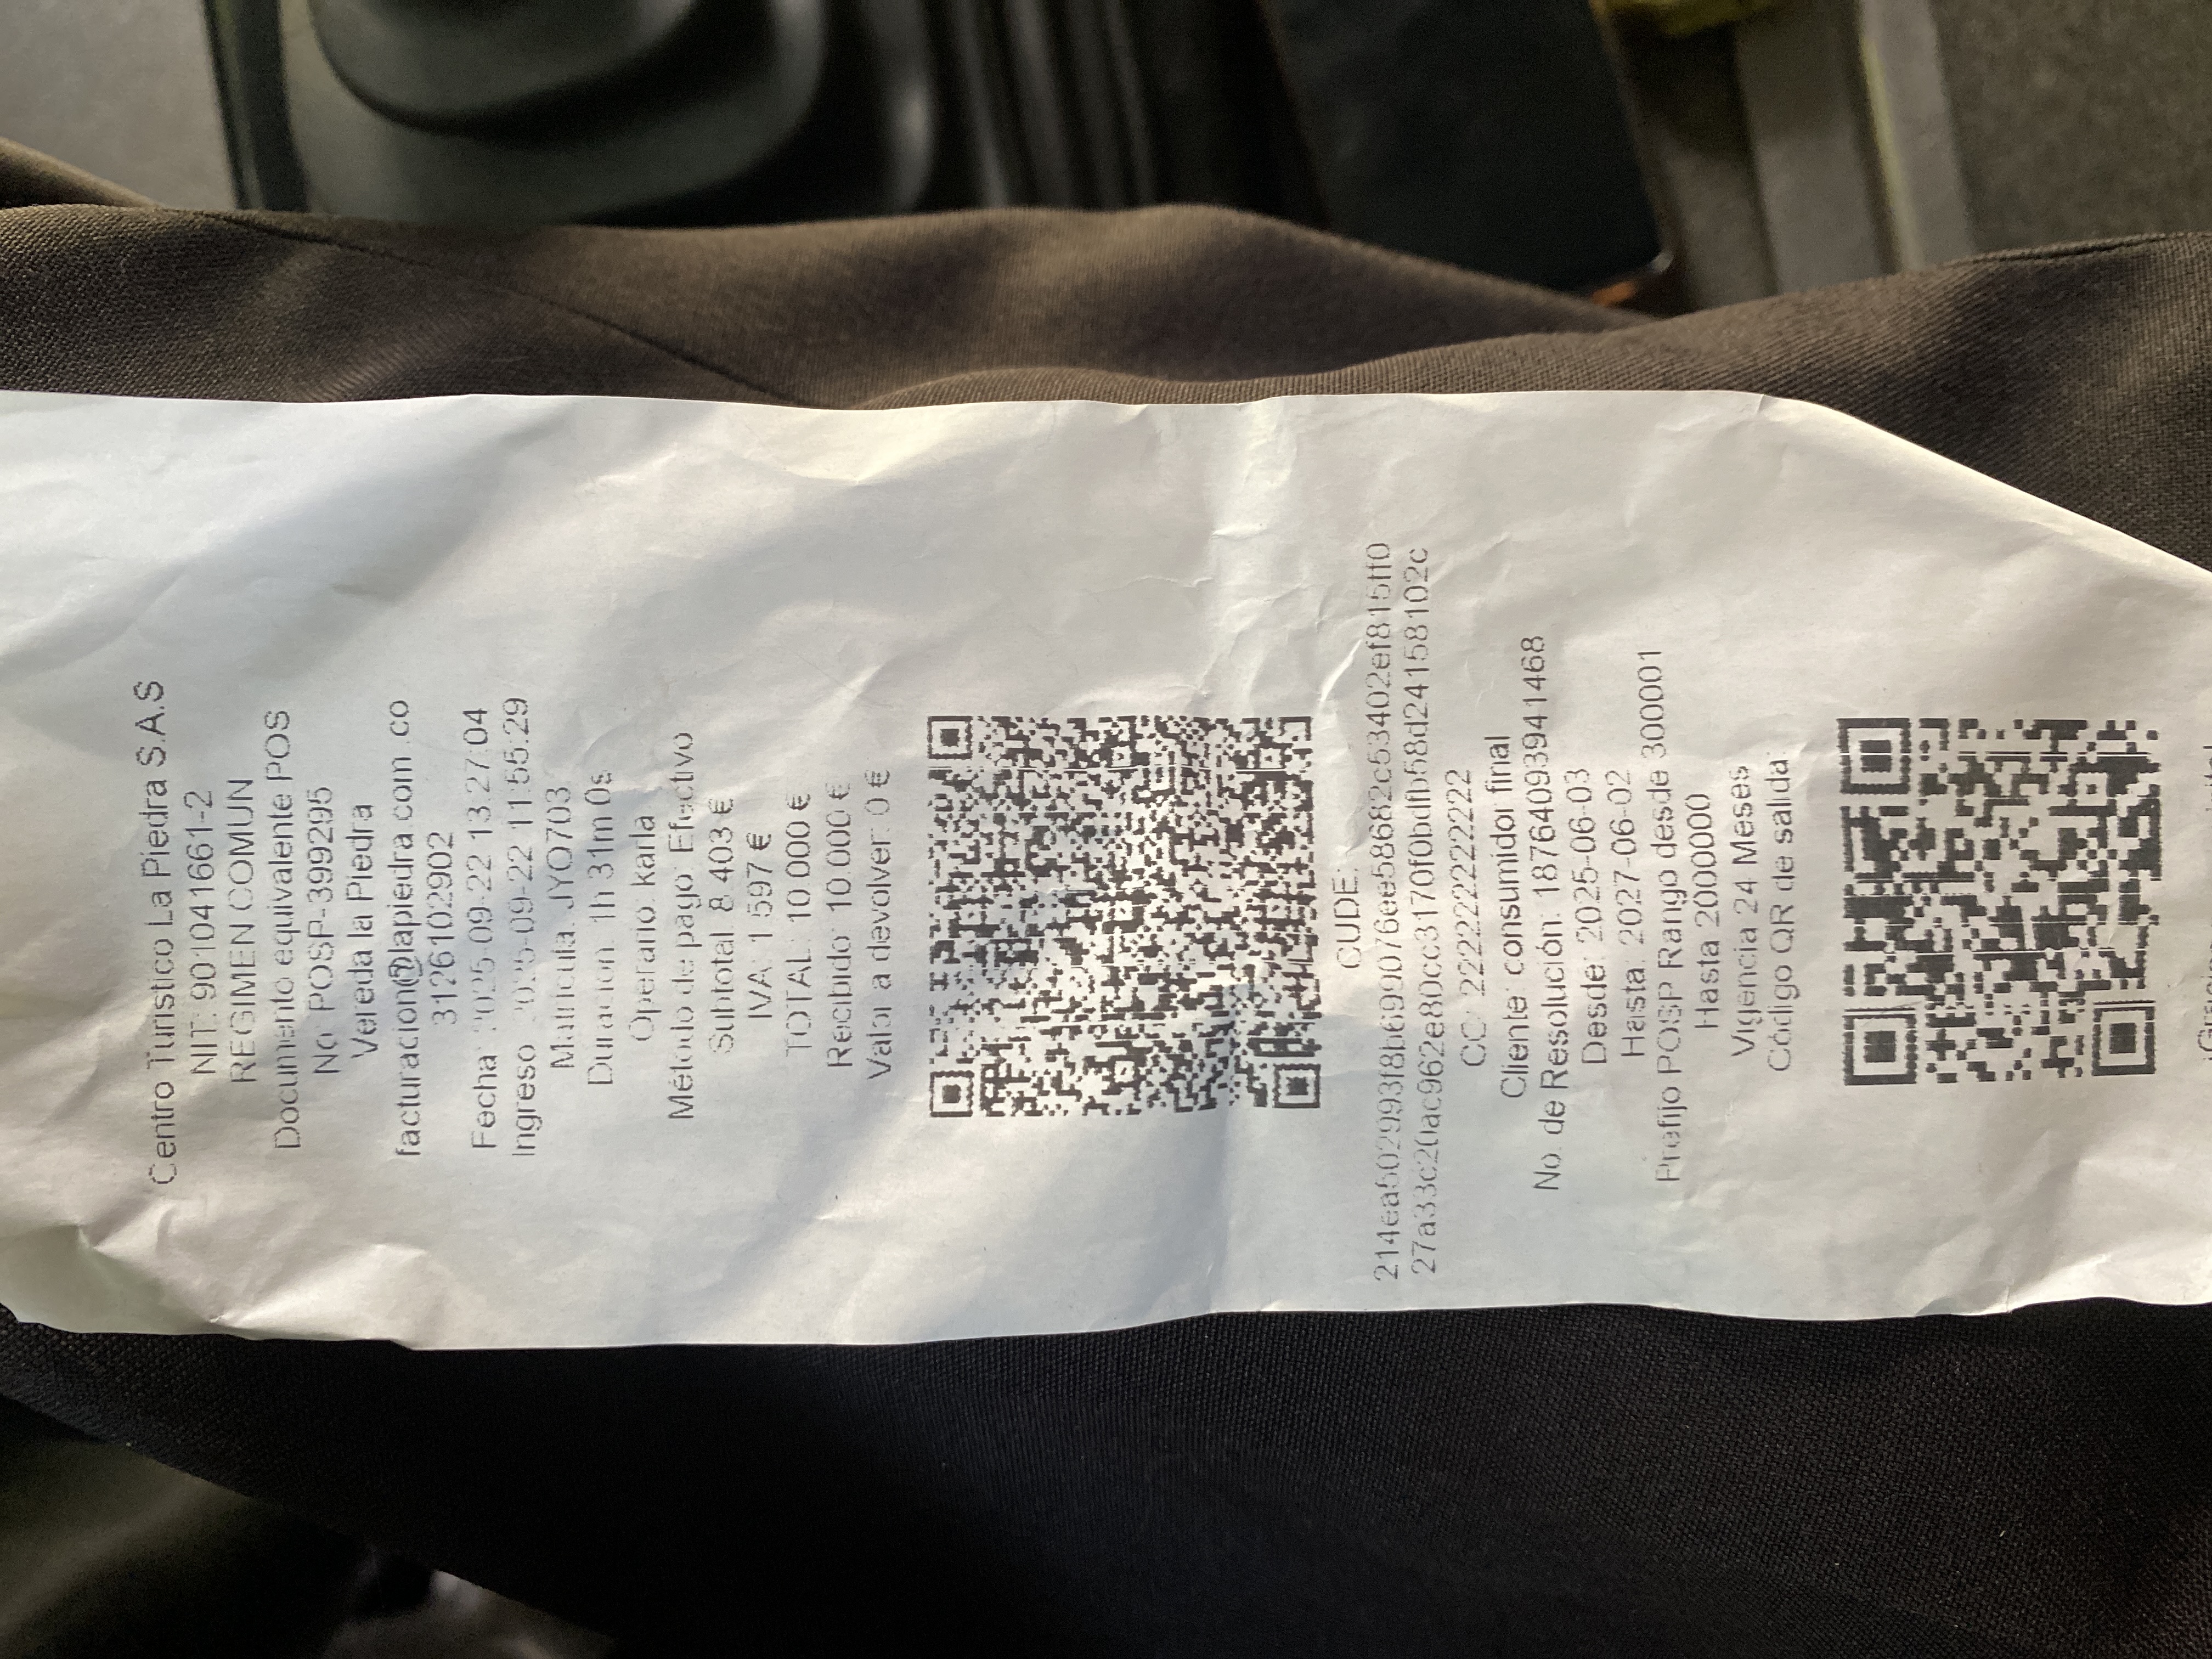 Centro Turistico La Piedra S.A.S
NIT: 901041661-2
REGIMEN COMUN
Documento equivalente POS
No. POSP-399295
Vereda la Piedra
facturacion@lapiedra.com.co
3126102902
Fecha: 2025-09-22 13:27:04
Ingreso: 2025-09-22 11:55:29
Matricula: JYO703
Duracion: 1h 31m 0s
Operario: karla
Método de pago: Efectivo
Subtotal: 8.403 €
IVA: 1.597 €
TOTAL: 10.000 €
Recibido: 10.000 €
Valor a devolver: 0 €
CUDE:
CC: 222222222222
Cliente: consumidor final
No. de Resolución: 18764093941468
Desde: 2025-06-03
Hasta: 2027-06-02
Prefijo POSP Rango desde 300001
Hasta 2000000
Vigencia 24 Meses
Código QR de salida: